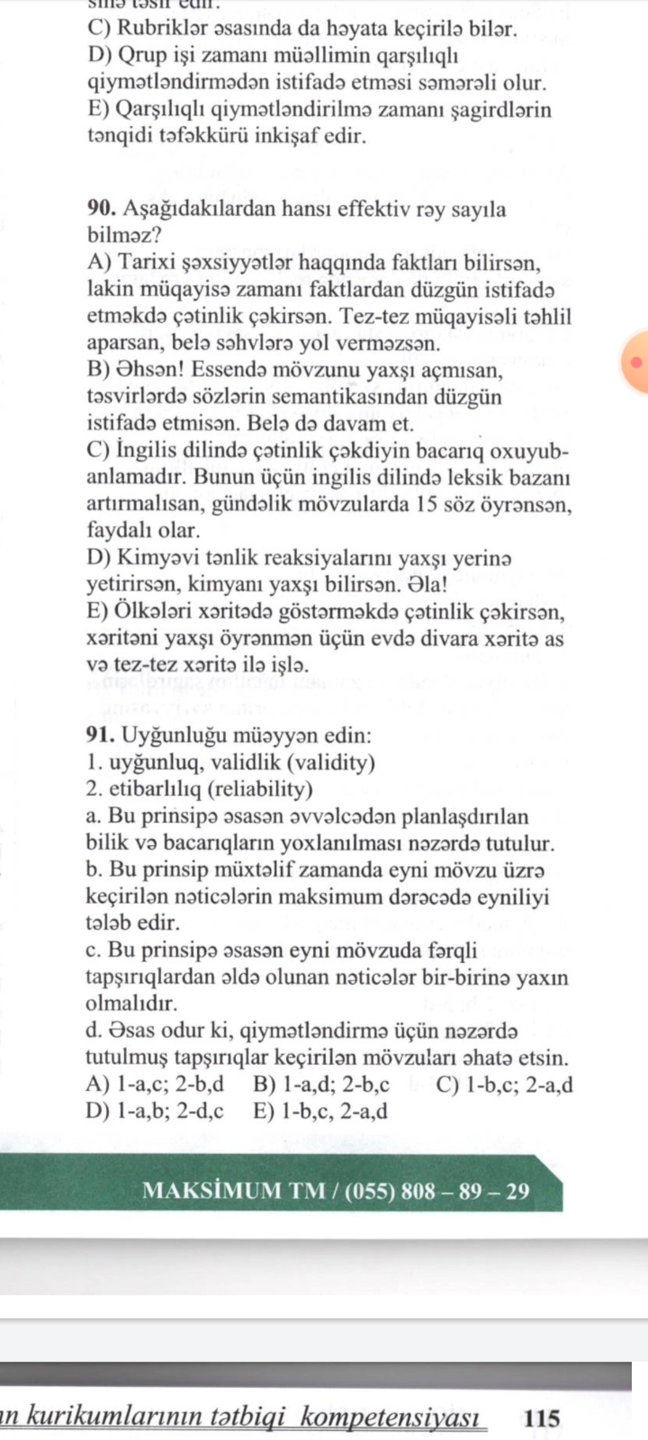 C) Rubriklər əsasında da həyata keçirilə bilər.
D) Qrup işi zamanı müəllimin qarşılıqlı
qiymətləndirmədən istifadə etməsi səmərəli olur.
E) Qarşılıqlı qiymətləndirilmə zamanı şagirdlərin
tənqidi təfəkkürü inkişaf edir.
90. Aşağıdakılardan hansı effektiv rəy sayıla
bilməz?
A) Tarixi şəxsiyyətlər haqqında faktları bilirsən,
lakin müqayisə zamanı faktlardan düzgün istifadə
etməkdə çətinlik çəkirsən. Tez-tez müqayisəli təhlil
aparsan, belə səhvlərə yol verməzsən.
B) Əhsən! Essendə mövzunu yaxşı açmısan,
təsvirlərdə sözlərin semantikasından düzgün
istifadə etmisən. Belə də davam et.
C) İngilis dilində çətinlik çəkdiyin bacarıq oxuyub-
anlamadır. Bunun üçün ingilis dilində leksik bazanı
artırmalısan, gündəlik mövzularda 15 söz öyrənsən,
faydalı olar.
D) Kimyəvi tənlik reaksiyalarını yaxşı yerinə
yetirirsən, kimyanı yaxşı bilirsən. Əla!
E) Ölkələri xəritədə göstərməkdə çətinlik çəkirsən,
xəritəni yaxşı öyrənmən üçün evdə divara xəritə as
və tez-tez xəritə ilə işlə.
91. Uyğunluğu müəyyən edin:
1. uyğunluq, validlik (validity)
2. etibarlılıq (reliability)
a. Bu prinsipə əsasən əvvəlcədən planlaşdırılan
bilik və bacarıqların yoxlanılması nəzərdə tutulur.
b. Bu prinsip müxtəlif zamanda eyni mövzu üzrə
keçirilən nəticələrin maksimum dərəcədə eyniliyi
tələb edir.
c. Bu prinsipə əsasən eyni mövzuda fərqli
tapşırıqlardan əldə olunan nəticələr bir-birinə yaxın
olmalıdır.
d. Əsas odur ki, qiymətləndirmə üçün nəzərdə
tutulmuş tapşırıqlar keçirilən mövzuları əhatə etsin.
A) 1-a,c; 2-b,d B) 1-a,d; 2-b,c C) 1-b,c; 2-a,d
D) 1-a,b; 2-d,c E) 1-b,c, 2-a,d
MAKSİMUM TM / (055) 808 – 89 – 29
kurikumlarının tətbiqi kompetensiyası 115